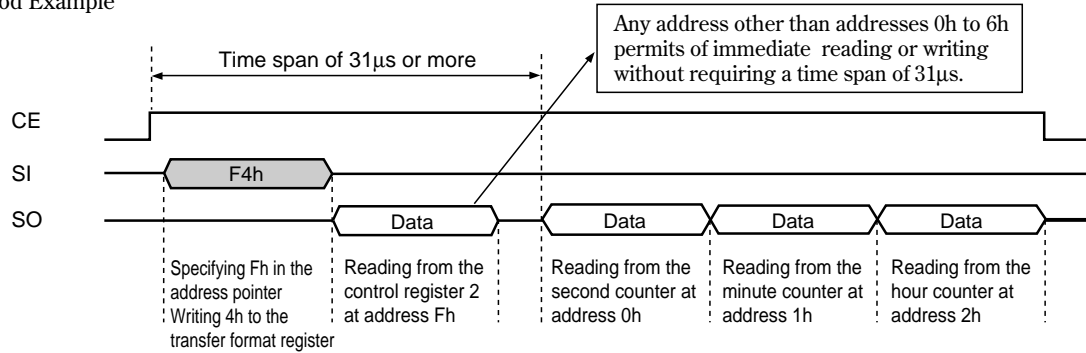 Example
Any address other than addresses 0h to 6h
permits of immediate reading or writing
without requiring a time span of 31µs.
Time span of 31µs or more
CE
SI
F4h
SO
Data
Data
Data
Data
Specifying Fh in the
address pointer
Writing 4h to the
transfer format register
Reading from the
control register 2
at address Fh
Reading from the
second counter at
address 0h
Reading from the
minute counter at
address 1h
Reading from the
hour counter at
address 2h